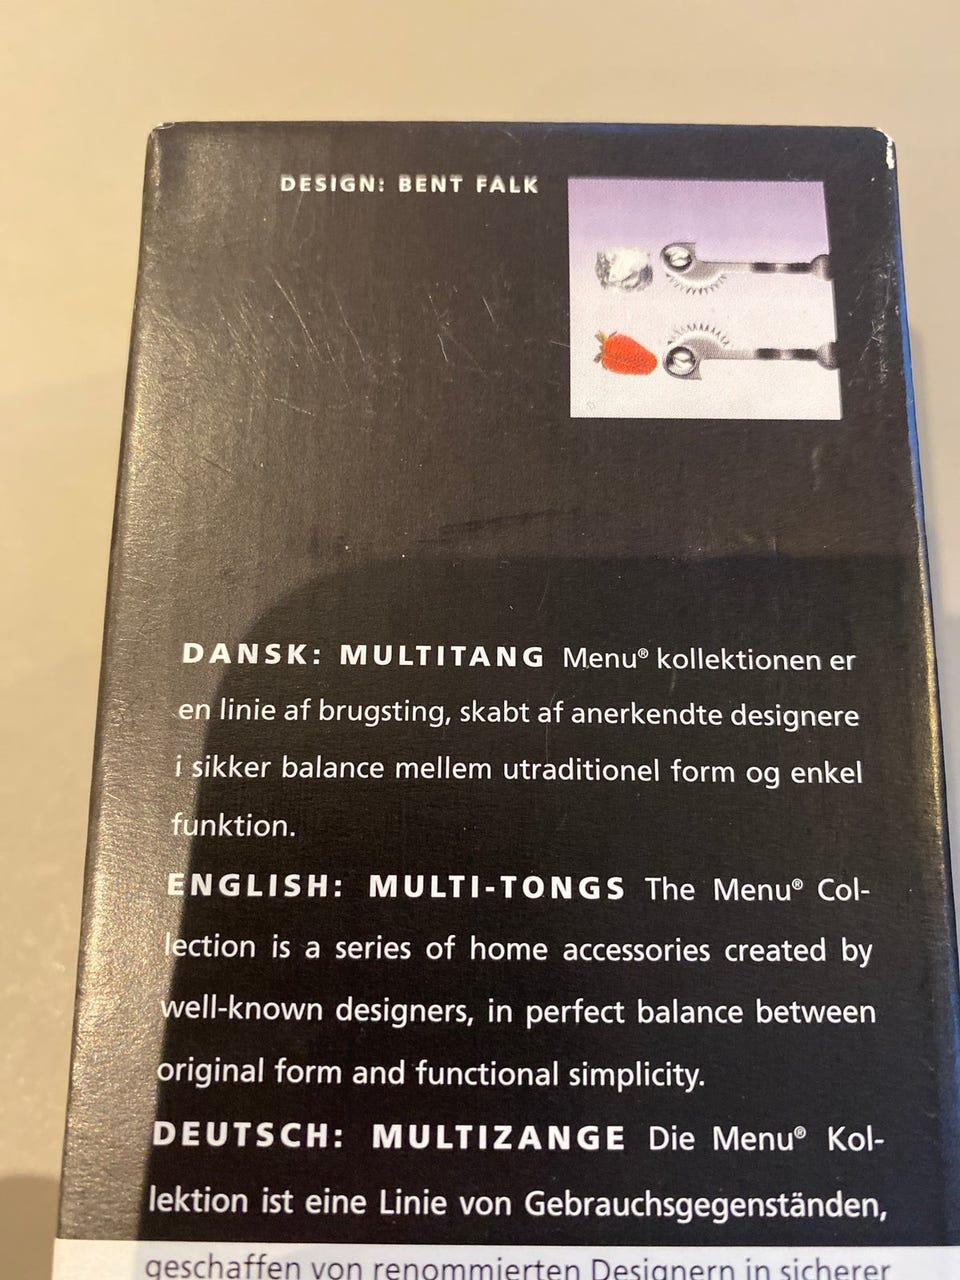 DESIGN: BENT FALK
DANSK: MULTITANG Menu® kollektionen er
en linie af brugsting, skabt af anerkendte designere
i sikker balance mellem utraditionel form og enkel
funktion.
ENGLISH: MULTI-TONGS The Menu® Col-
lection is a series of home accessories created by
well-known designers, in perfect balance between
original form and functional simplicity.
DEUTSCH: MULTIZANGE Die Menu® Kol-
lektion ist eine Linie von Gebrauchsgegenständen,
geschaffen von renommierten Designern in sicherer